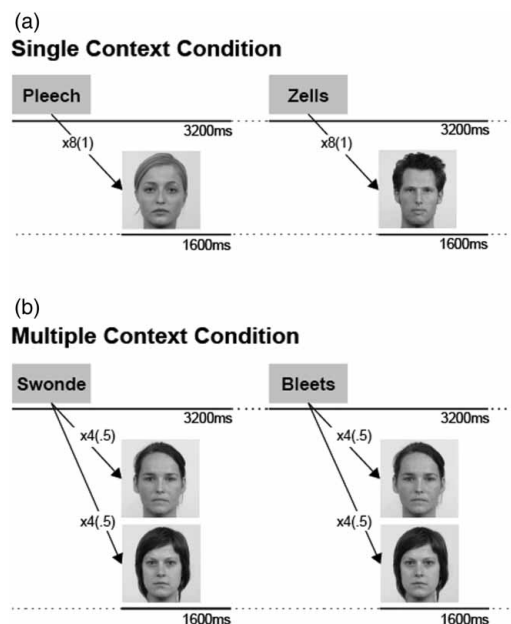 (a)
Single Context Condition
Pleech Zells
3200ms 3200ms
x8(1) x8(1)
1600ms 1600ms
(b)
Multiple Context Condition
Swonde Bleets
3200ms 3200ms
x4(.5) x4(.5)
x4(.5) x4(.5)
1600ms 1600ms